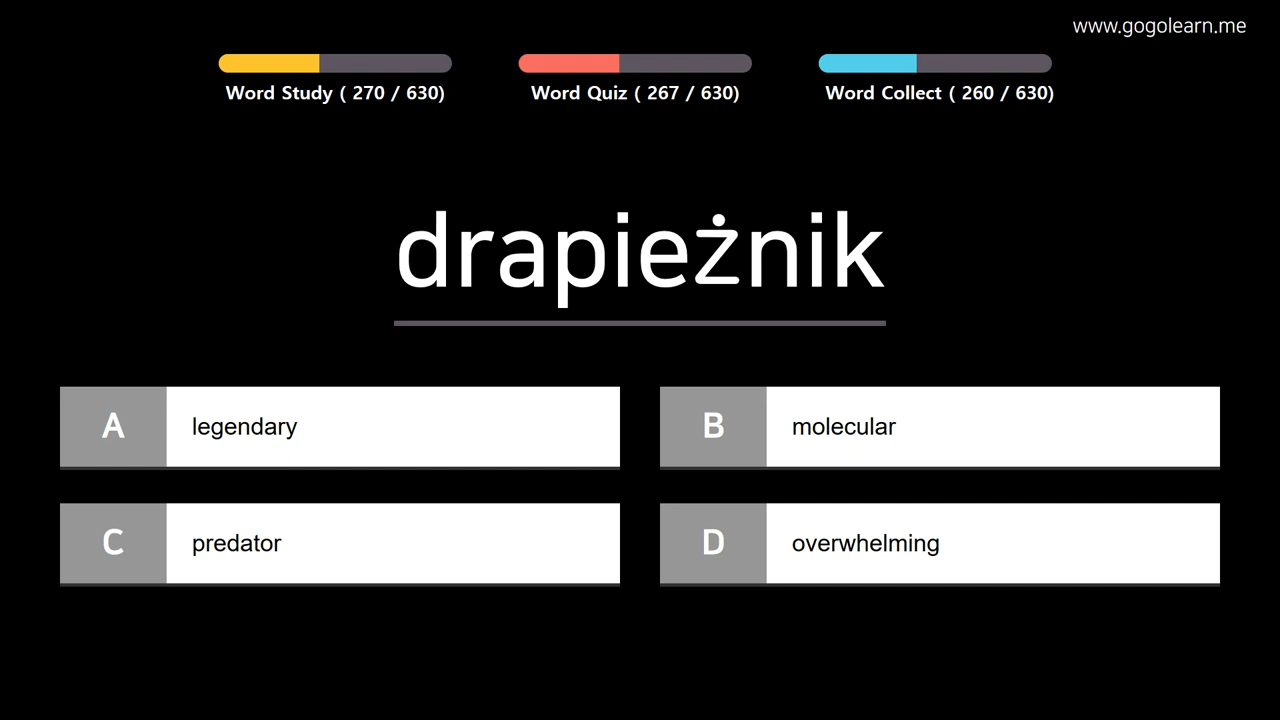 www.gogolearn.me
Word Study ( 270 / 630)
Word Quiz ( 267 / 630)
Word Collect ( 260 / 630)
drapieżnik
A legendary
B molecular
C predator
D overwhelming